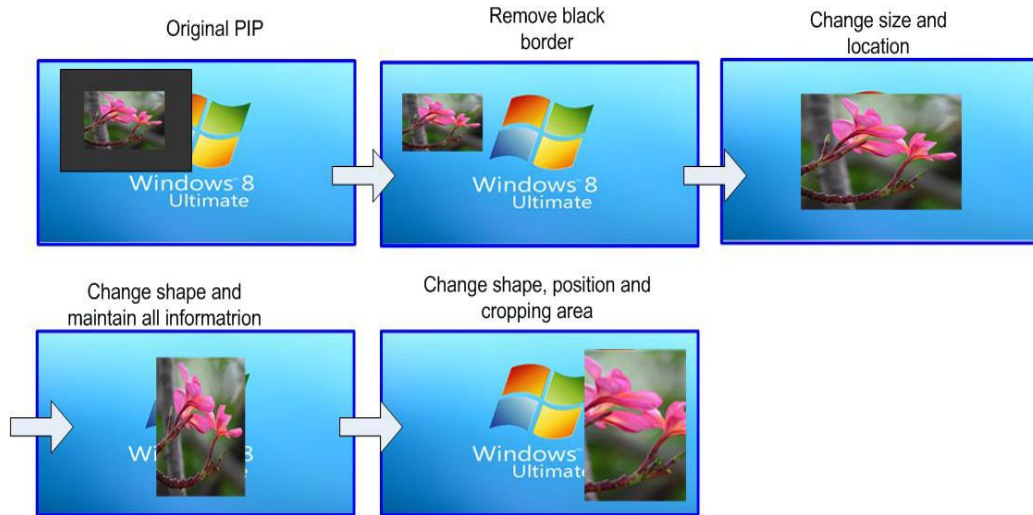 Original PIP
Remove black
border
Change size and
location
Windows 8
Ultimate
Windows 8
Ultimate
Change shape and
maintain all informatrion
Change shape, position and
cropping area
8
Windows
Ultimate